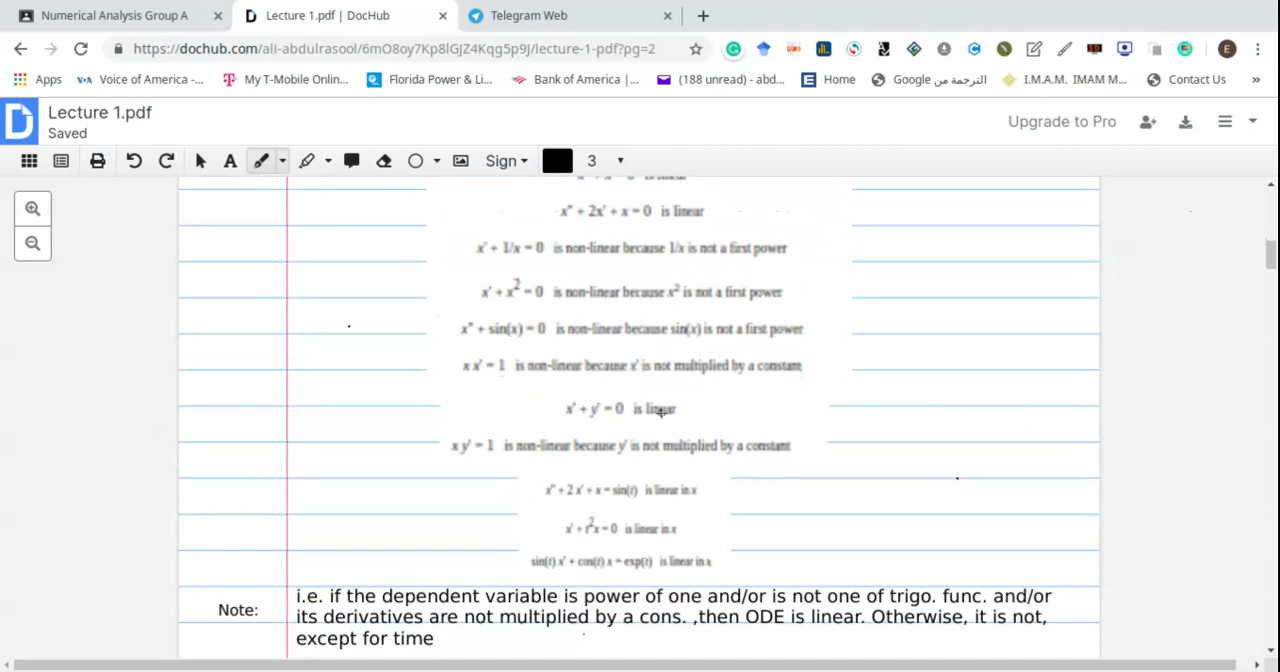 Numerical Analysis Group A
Lecture 1.pdf | DocHub
Telegram Web
https://dochub.com/ali-abdulrasool/6mO8oy7Kp8lGJZ4Kqg5p9J/lecture-1-pdf?pg=2
E
Apps
Voice of America -...
My T-Mobile Onlin...
Florida Power & Li...
Bank of America |...
(188 unread) - abd...
Home
الترجمة من Google
I.M.A.M. IMAM M...
Contact Us
»
Lecture 1.pdf
Saved
Upgrade to Pro
Sign
3
x" + 2x' + x = 0 is linear
x' + 1/x = 0 is non-linear because 1/x is not a first power
x' + x² = 0 is non-linear because x² is not a first power
x" + sin(x) = 0 is non-linear because sin(x) is not a first power
x x' = 1 is non-linear because x' is not multiplied by a constant
x' + y' = 0 is linear
x y' = 1 is non-linear because y' is not multiplied by a constant
x" + 2 x' + x = sin(t) is linear in x
x' + t²x = 0 is linear in x
sin(t) x' + cos(t) x = exp(t) is linear in x
Note:
i.e. if the dependent variable is power of one and/or is not one of trigo. func. and/or
its derivatives are not multiplied by a cons. ,then ODE is linear. Otherwise, it is not,
except for time